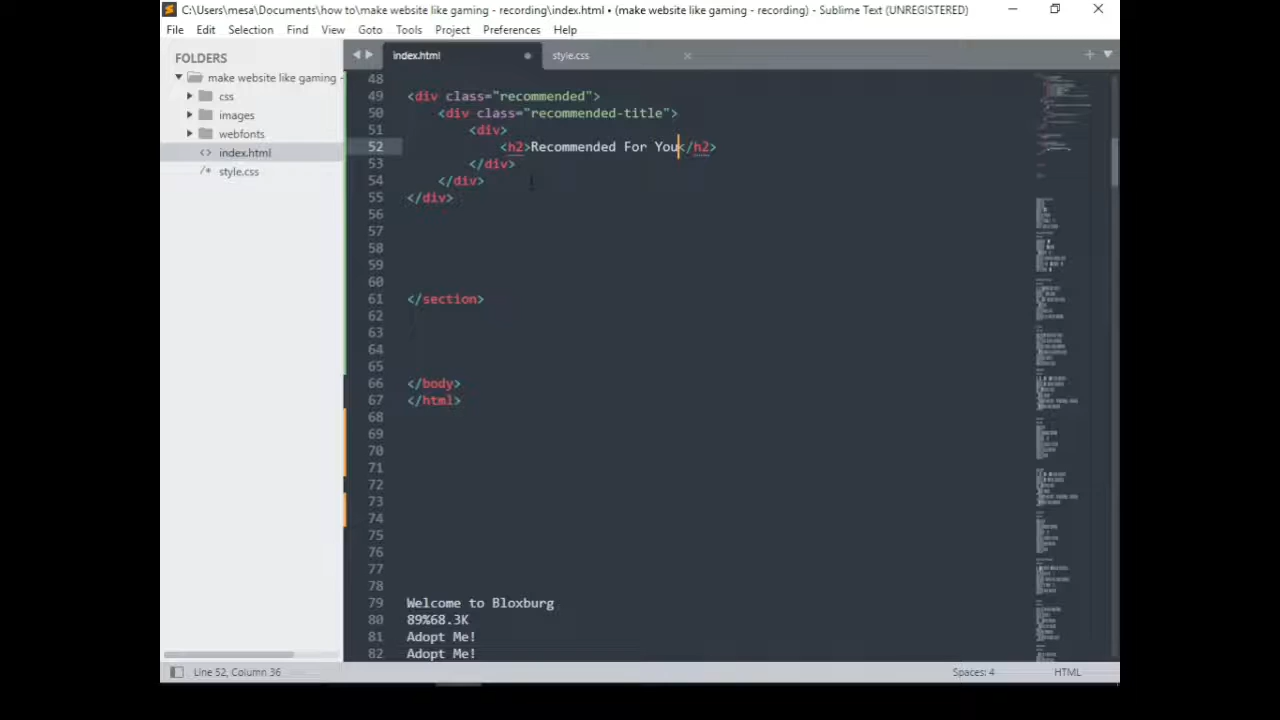 C:\Users\mesa\Documents\how to\make website like gaming - recording\index.html • (make website like gaming - recording) - Sublime Text (UNREGISTERED)
File Edit Selection Find View Goto Tools Project Preferences Help
FOLDERS
make website like gaming -
css
images
webfonts
index.html
style.css
index.html
style.css
48
49 <div class="recommended">
50 <div class="recommended-title">
51 <div>
52 <h2>Recommended For You</h2>
53 </div>
54 </div>
55 </div>
56
57
58
59
60
61 </section>
62
63
64
65
66 </body>
67 </html>
68
69
70
71
72
73
74
75
76
77
78
79 Welcome to Bloxburg
80 89%68.3K
81 Adopt Me!
82 Adopt Me!
Line 52, Column 36
Spaces: 4
HTML